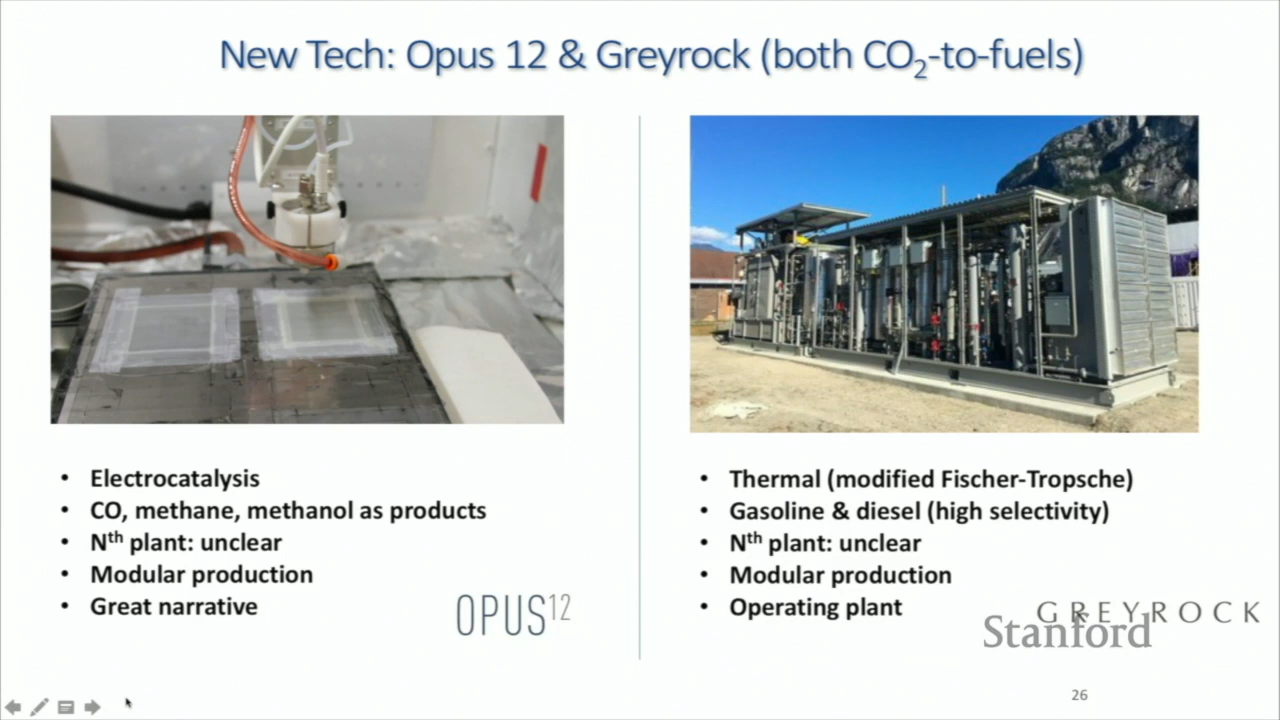 New Tech: Opus 12 & Greyrock (both CO₂-to-fuels)
• Electrocatalysis
• CO, methane, methanol as products
• Nᵗʰ plant: unclear
• Modular production
• Great narrative
OPUS¹²
• Thermal (modified Fischer-Tropsche)
• Gasoline & diesel (high selectivity)
• Nᵗʰ plant: unclear
• Modular production
• Operating plant
GREYROCK
Stanford
26